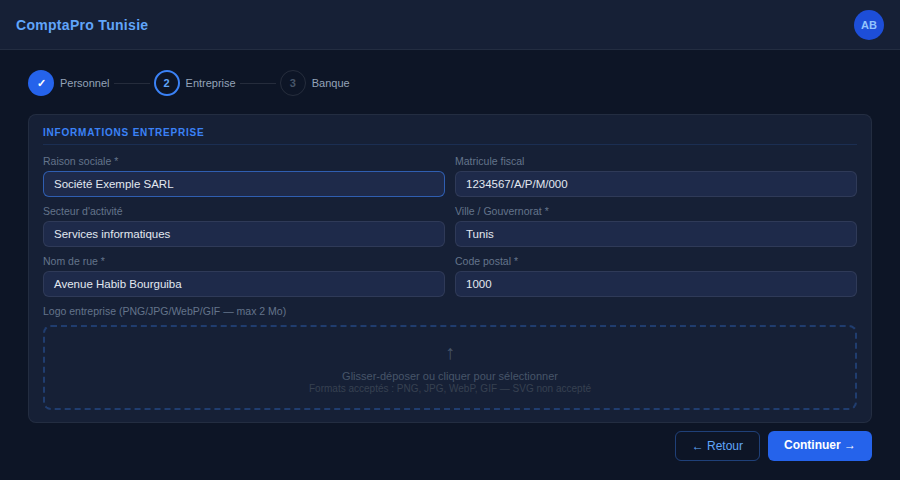 ComptaPro Tunisie
AB
✓ Personnel 2 Entreprise 3 Banque
INFORMATIONS ENTREPRISE
Raison sociale * Matricule fiscal
Société Exemple SARL 1234567/A/P/M/000
Secteur d'activité Ville / Gouvernorat *
Services informatiques Tunis
Nom de rue * Code postal *
Avenue Habib Bourguiba 1000
Logo entreprise (PNG/JPG/WebP/GIF — max 2 Mo)
↑
Glisser-déposer ou cliquer pour sélectionner
Formats acceptés : PNG, JPG, WebP, GIF — SVG non accepté
← Retour Continuer →